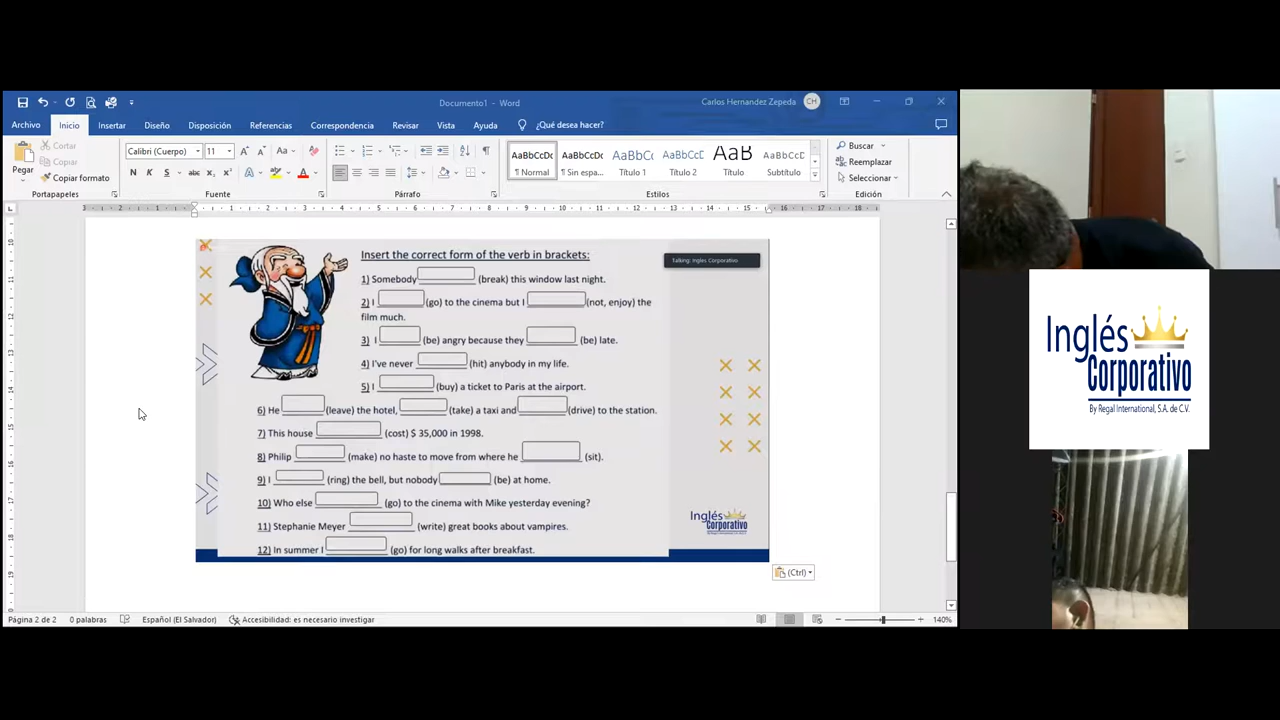 Documento1 - Word
Carlos Hernandez Zepeda CH
Archivo Inicio Insertar Diseño Disposición Referencias Correspondencia Revisar Vista Ayuda ¿Qué desea hacer?
Pegar
Cortar
Copiar
Copiar formato
Portapapeles
Calibri (Cuerpo) 11
Fuente
Párrafo
AaBbCcDc AaBbCcDc AaBbCc AaBbCcD AaB AaBbCcD
¶ Normal ¶ Sin espa... Título 1 Título 2 Título Subtítulo
Estilos
Buscar
Reemplazar
Seleccionar
Edición
Insert the correct form of the verb in brackets:
Talking: Ingles Corporativo
1) Somebody (break) this window last night.
2) I (go) to the cinema but I (not, enjoy) the
film much.
3) I (be) angry because they (be) late.
4) I've never (hit) anybody in my life.
5) I (buy) a ticket to Paris at the airport.
6) He (leave) the hotel, (take) a taxi and (drive) to the station.
7) This house (cost) $ 35,000 in 1998.
8) Philip (make) no haste to move from where he (sit).
9) I (ring) the bell, but nobody (be) at home.
10) Who else (go) to the cinema with Mike yesterday evening?
11) Stephanie Meyer (write) great books about vampires.
12) In summer I (go) for long walks after breakfast.
Inglés
Corporativo
(Ctrl)
Página 2 de 2 0 palabras Español (El Salvador) Accesibilidad: es necesario investigar 140%
Inglés
Corporativo
By Regal International, S.A. de C.V.